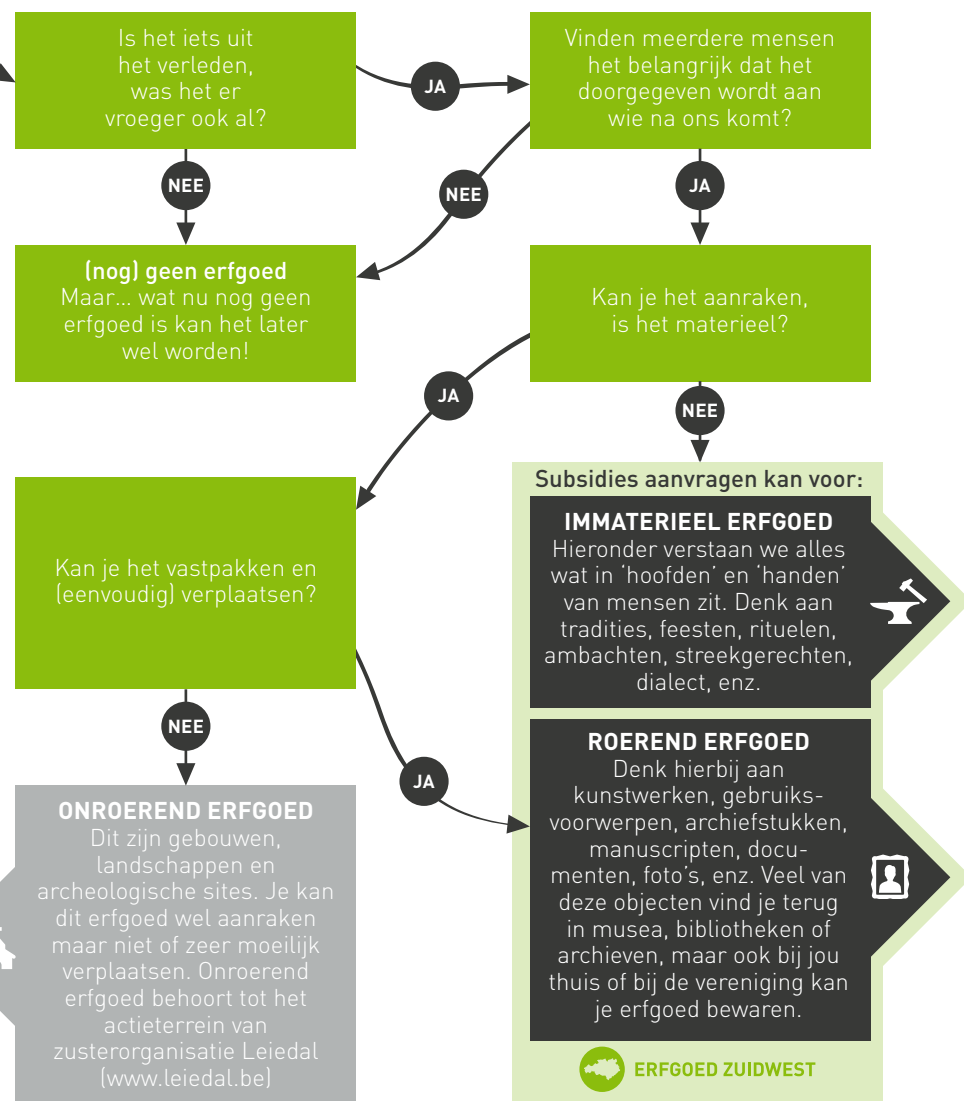 Is het iets uit
het verleden,
was het er
vroeger ook al?
JA
Vinden meerdere mensen
het belangrijk dat het
doorgegeven wordt aan
wie na ons komt?
NEE
NEE
JA
(nog) geen erfgoed
Maar... wat nu nog geen
erfgoed is kan het later
wel worden!
Kan je het aanraken,
is het materieel?
JA
NEE
Kan je het vastpakken en
(eenvoudig) verplaatsen?
Subsidies aanvragen kan voor:
IMMATERIEEL ERFGOED
Hieronder verstaan we alles
wat in ‘hoofden’ en ‘handen’
van mensen zit. Denk aan
tradities, feesten, rituelen,
ambachten, streekgerechten,
dialect, enz.
NEE
JA
ONROEREND ERFGOED
Dit zijn gebouwen,
landschappen en
archeologische sites. Je kan
dit erfgoed wel aanraken
maar niet of zeer moeilijk
verplaatsen. Onroerend
erfgoed behoort tot het
actieterrein van
zusterorganisatie Leiedal
(www.leiedal.be)
ROEREND ERFGOED
Denk hierbij aan
kunstwerken, gebruiks-
voorwerpen, archiefstukken,
manuscripten, docu-
menten, foto’s, enz. Veel van
deze objecten vind je terug
in musea, bibliotheken of
archieven, maar ook bij jou
thuis of bij de vereniging kan
je erfgoed bewaren.
ERFGOED ZUIDWEST